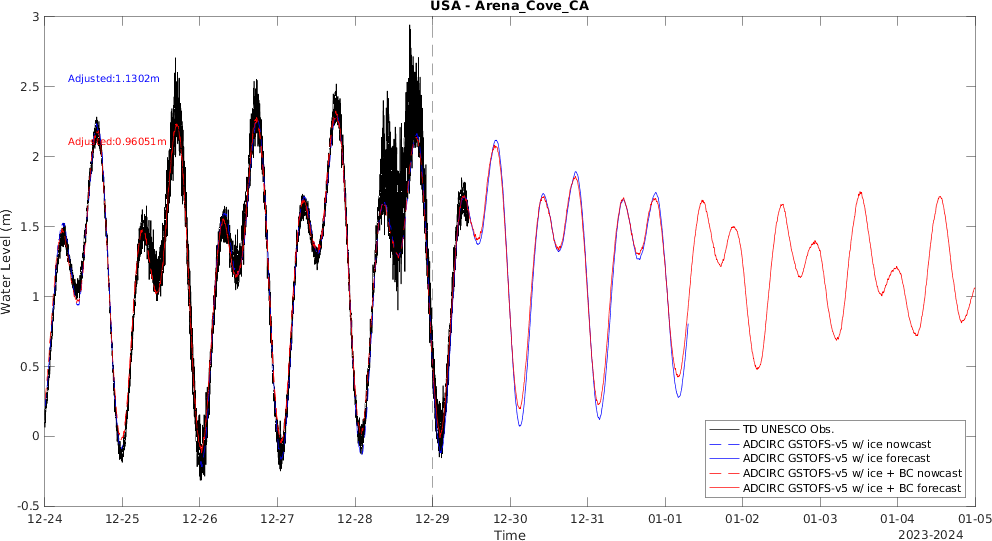 USA - Arena_Cove_CA
3
2.5
2
1.5
1
0.5
0
-0.5
Water Level (m)
Adjusted:1.1302m
Adjusted:0.96051m
TD UNESCO Obs.
ADCIRC GSTOFS-v5 w/ ice nowcast
ADCIRC GSTOFS-v5 w/ ice forecast
ADCIRC GSTOFS-v5 w/ ice + BC nowcast
ADCIRC GSTOFS-v5 w/ ice + BC forecast
12-24 12-25 12-26 12-27 12-28 12-29 12-30 12-31 01-01 01-02 01-03 01-04 01-05
Time
2023-2024